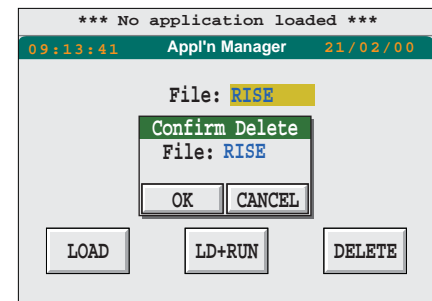 *** No application loaded ***
09:13:41 Appl'n Manager 21/02/00
File: RISE
Confirm Delete
File: RISE
OK CANCEL
LOAD LD+RUN DELETE